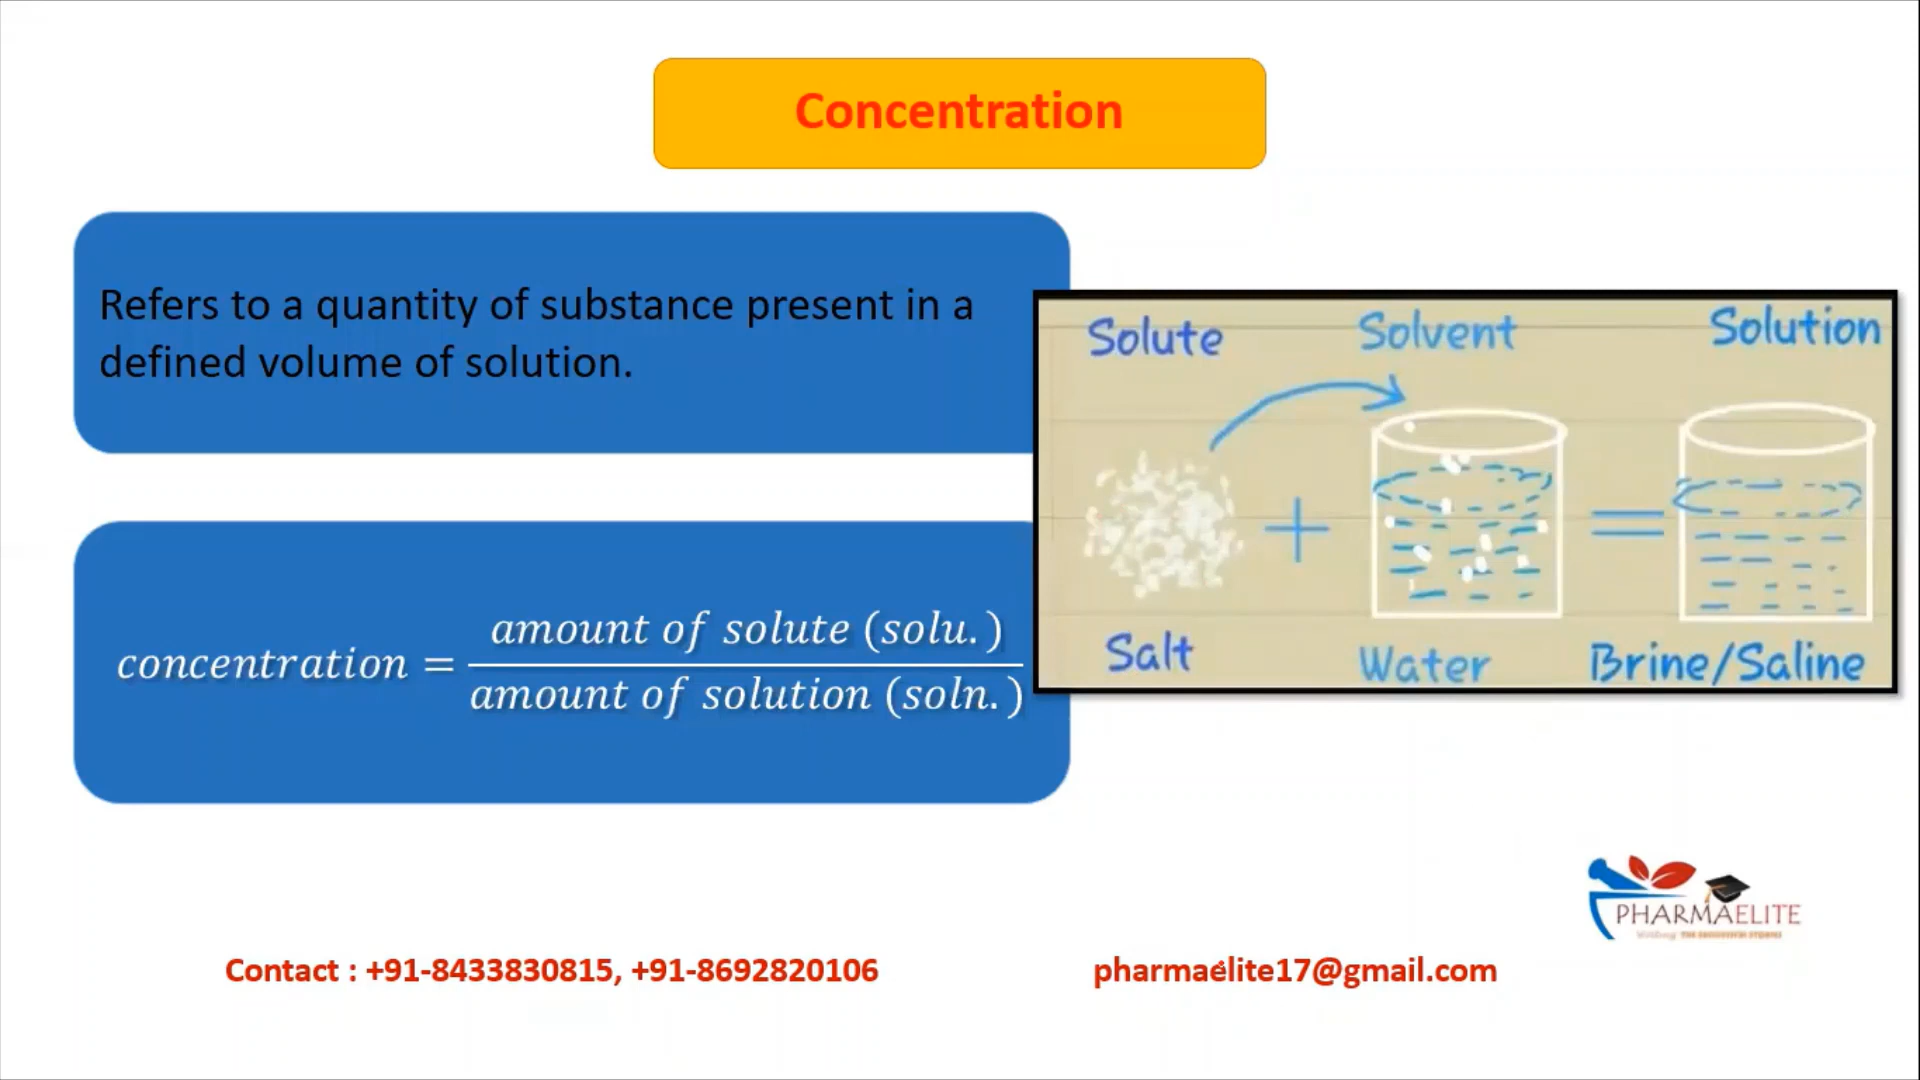 Concentration
Refers to a quantity of substance present in a
defined volume of solution.
concentration = amount of solute (solu.) / amount of solution (soln.)
Solute Solvent Solution
+ =
Salt Water Brine/Saline
PHARMAELITE
Contact : +91-8433830815, +91-8692820106
pharmaelite17@gmail.com